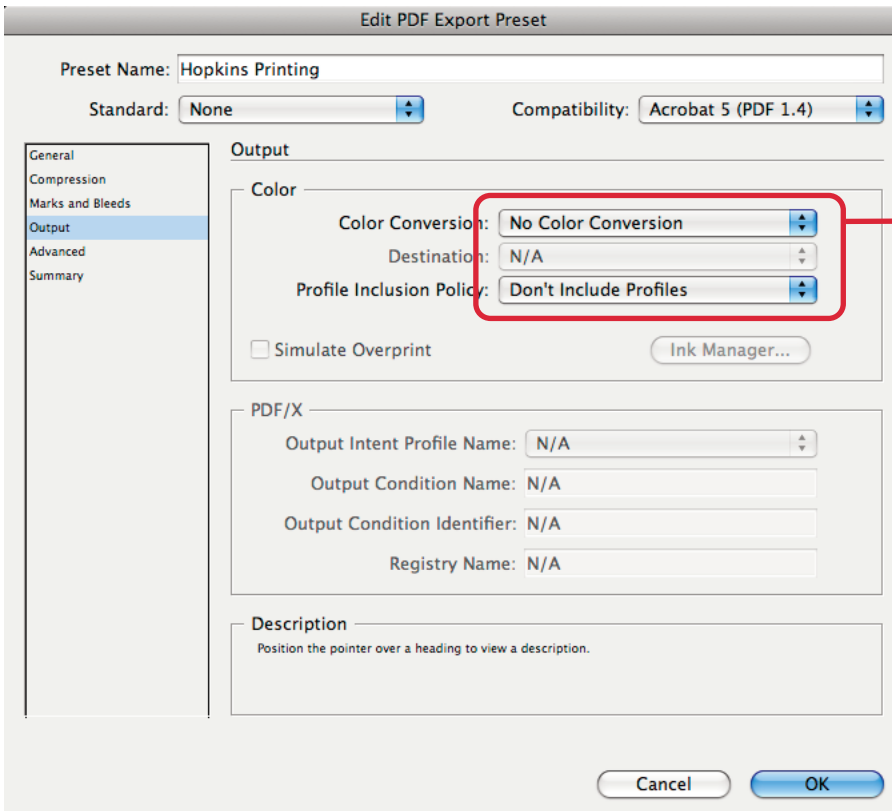 Edit PDF Export Preset
Preset Name: Hopkins Printing
Standard: None Compatibility: Acrobat 5 (PDF 1.4)
General
Compression
Marks and Bleeds
Output
Advanced
Summary
Output
Color
Color Conversion: No Color Conversion
Destination: N/A
Profile Inclusion Policy: Don't Include Profiles
Simulate Overprint Ink Manager...
PDF/X
Output Intent Profile Name: N/A
Output Condition Name: N/A
Output Condition Identifier: N/A
Registry Name: N/A
Description
Position the pointer over a heading to view a description.
Cancel OK